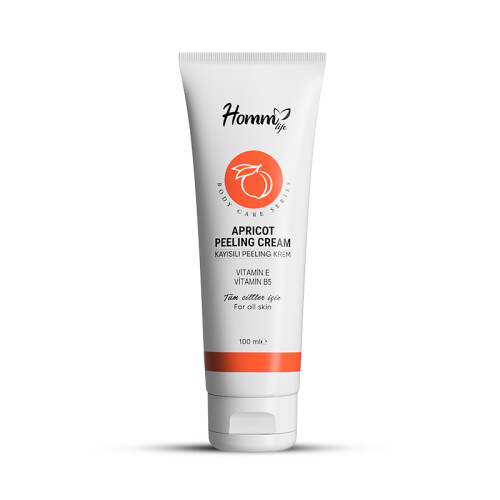 Homm
life
BODY CARE SERIES
APRICOT
PEELING CREAM
KAYISILI PEELING KREM
VİTAMİN E
VİTAMİN B5
Tüm ciltler için
For all skin
100 ml ℮